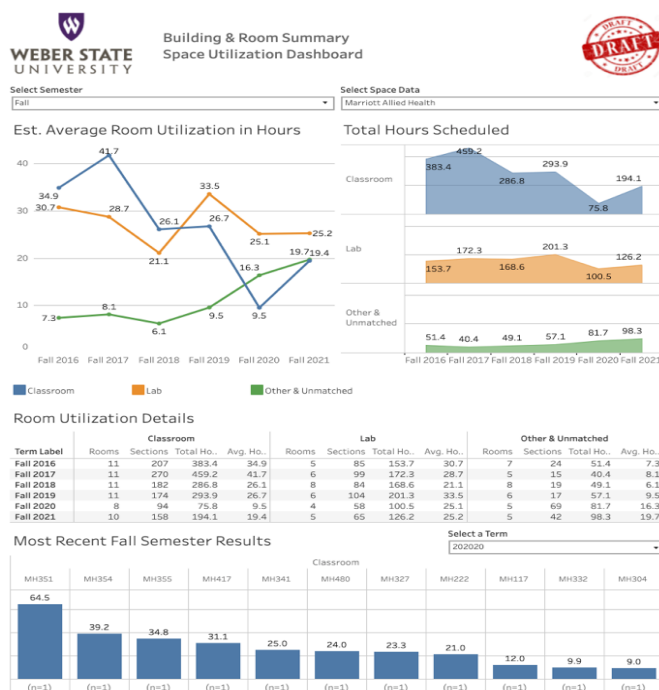 WEBER STATE
UNIVERSITY
Building & Room Summary
Space Utilization Dashboard
DRAFT
DRAFT
DRAFT
Select Semester
Fall
Select Space Data
Marriott Allied Health
Est. Average Room Utilization in Hours
40
30
20
10
0
34.9
41.7
26.1
26.7
9.5
19.4
30.7
28.7
21.1
33.5
25.1
25.2
7.3
8.1
6.1
9.5
16.3
19.7
Fall 2016 Fall 2017 Fall 2018 Fall 2019 Fall 2020 Fall 2021
Classroom Lab Other & Unmatched
Total Hours Scheduled
Classroom
383.4 459.2 286.8 293.9 75.8 194.1
Lab
153.7 172.3 168.6 201.3 100.5 126.2
Other &
Unmatched
51.4 40.4 49.1 57.1 81.7 98.3
Fall 2016 Fall 2017 Fall 2018 Fall 2019 Fall 2020 Fall 2021
Room Utilization Details
Classroom Lab Other & Unmatched
Term Label Rooms Sections Total Ho.. Avg. Ho.. Rooms Sections Total Ho.. Avg. Ho.. Rooms Sections Total Ho.. Avg. Ho..
Fall 2016 11 207 383.4 34.9 5 85 153.7 30.7 7 24 51.4 7.3
Fall 2017 11 270 459.2 41.7 6 99 172.3 28.7 5 15 40.4 8.1
Fall 2018 11 182 286.8 26.1 8 84 168.6 21.1 8 19 49.1 6.1
Fall 2019 11 174 293.9 26.7 6 104 201.3 33.5 6 17 57.1 9.5
Fall 2020 8 94 75.8 9.5 4 58 100.5 25.1 5 69 81.7 16.3
Fall 2021 10 158 194.1 19.4 5 65 126.2 25.2 5 42 98.3 19.7
Most Recent Fall Semester Results
Select a Term
202020
Classroom
MH351 MH354 MH355 MH417 MH341 MH480 MH327 MH222 MH117 MH332 MH304
64.5 39.2 34.8 31.1 25.0 24.0 23.3 21.0 12.0 9.9 9.0
(n=1) (n=1) (n=1) (n=1) (n=1) (n=1) (n=1) (n=1) (n=1) (n=1) (n=1)